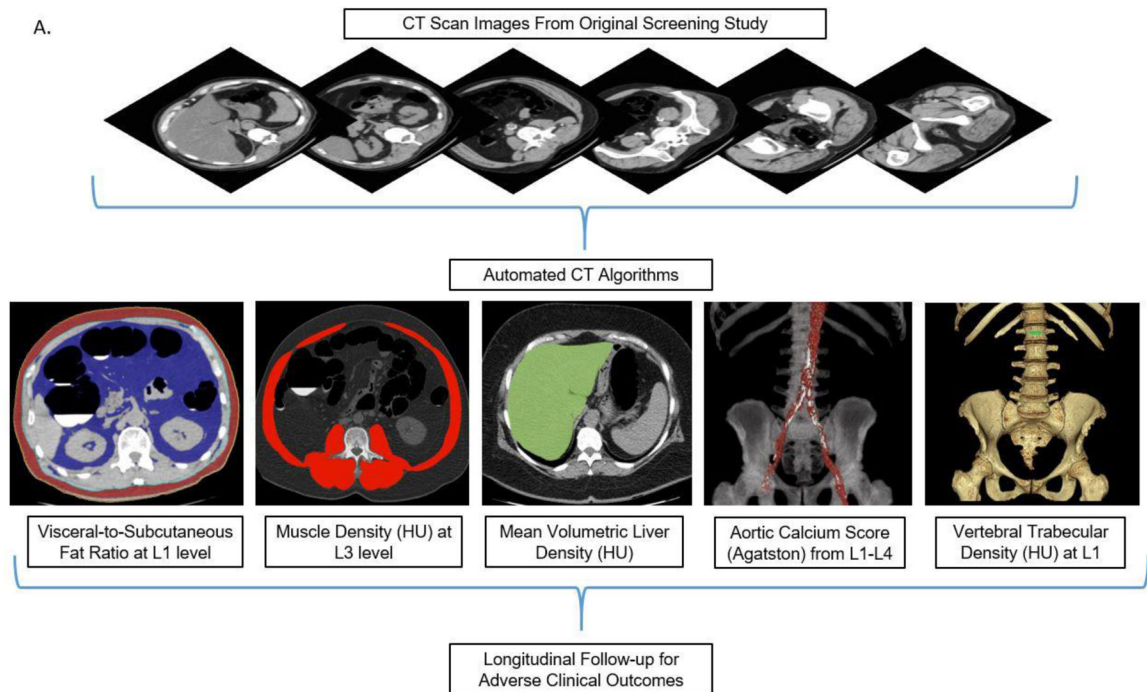 A.
CT Scan Images From Original Screening Study
Automated CT Algorithms
Visceral-to-Subcutaneous
Fat Ratio at L1 level
Muscle Density (HU) at
L3 level
Mean Volumetric Liver
Density (HU)
Aortic Calcium Score
(Agatston) from L1-L4
Vertebral Trabecular
Density (HU) at L1
Longitudinal Follow-up for
Adverse Clinical Outcomes